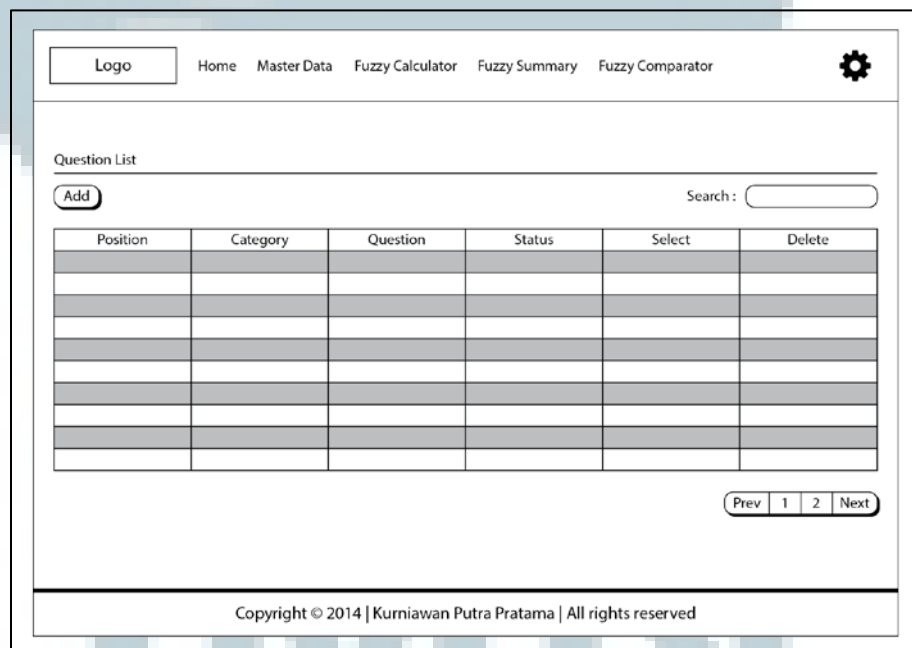 Logo Home Master Data Fuzzy Calculator Fuzzy Summary Fuzzy Comparator
Question List
Add Search :
Position Category Question Status Select Delete
Prev 1 2 Next
Copyright © 2014 | Kurniawan Putra Pratama | All rights reserved